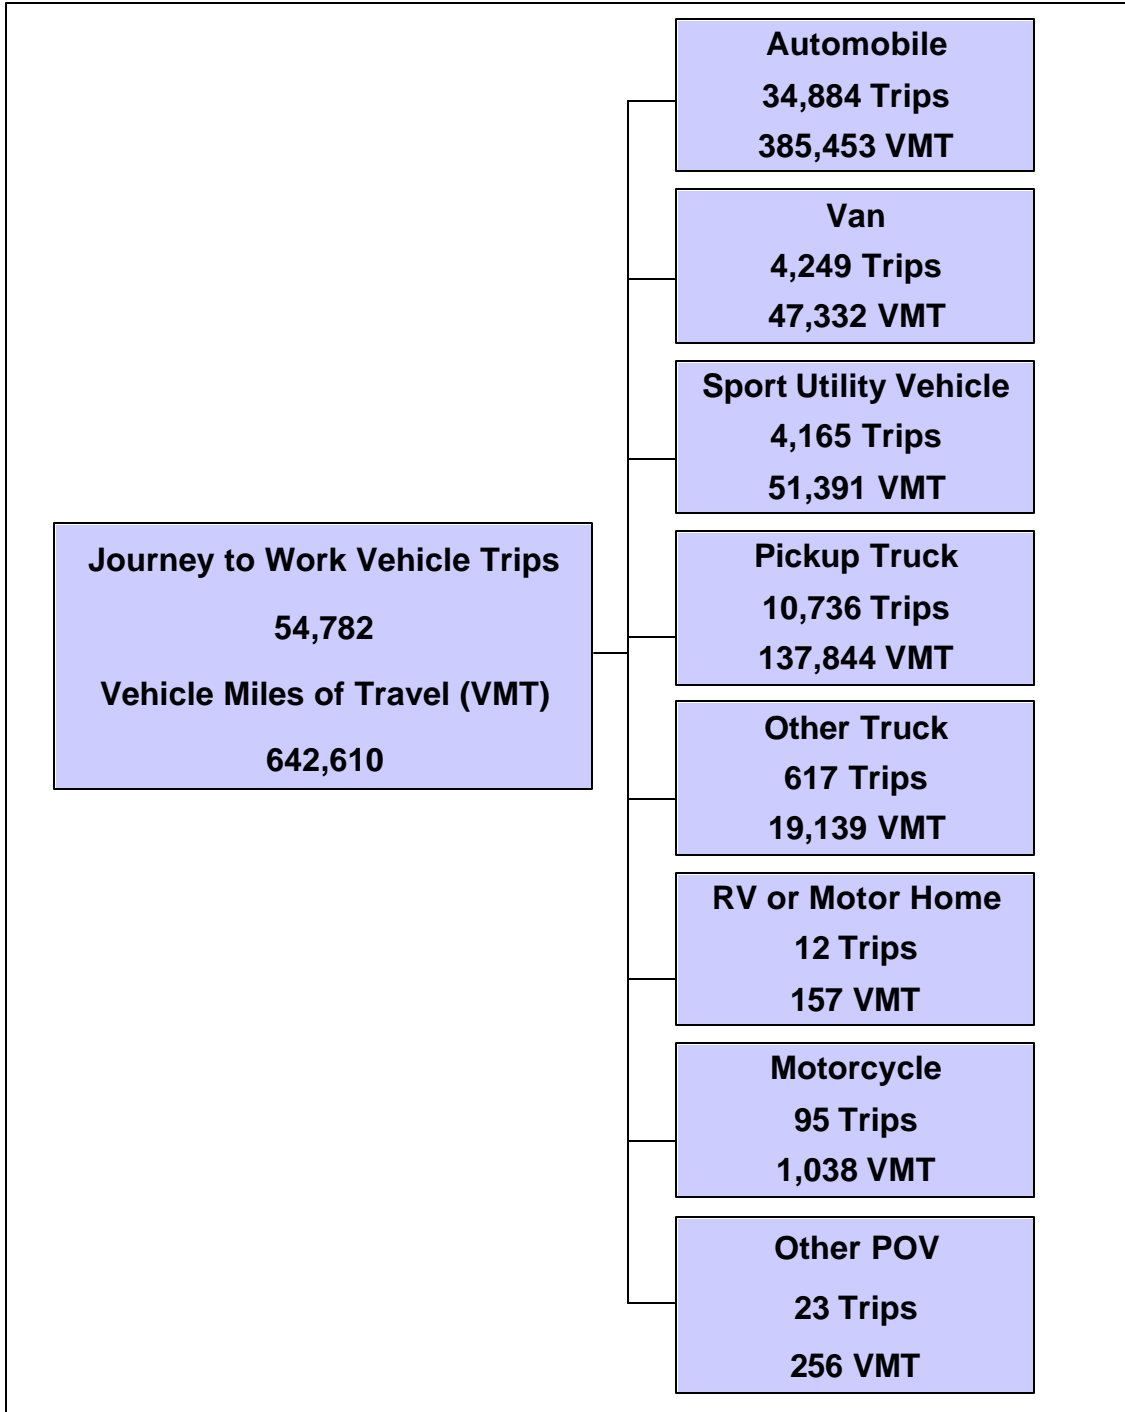 Journey to Work Vehicle Trips
54,782
Vehicle Miles of Travel (VMT)
642,610
Automobile
34,884 Trips
385,453 VMT
Van
4,249 Trips
47,332 VMT
Sport Utility Vehicle
4,165 Trips
51,391 VMT
Pickup Truck
10,736 Trips
137,844 VMT
Other Truck
617 Trips
19,139 VMT
RV or Motor Home
12 Trips
157 VMT
Motorcycle
95 Trips
1,038 VMT
Other POV
23 Trips
256 VMT